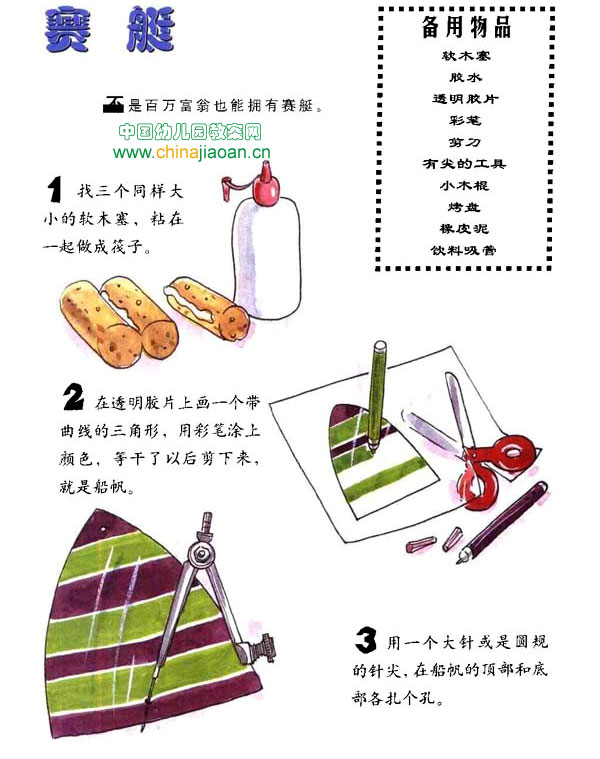 赛艇
不是百万富翁也能拥有赛艇。
中国幼儿园教案网
www.chinajiaoan.cn
备用物品
软木塞
胶水
透明胶片
彩笔
剪刀
有尖的工具
小木棍
烤盘
橡皮泥
饮料吸管
1 找三个同样大
小的软木塞，粘在
一起做成筏子。
2 在透明胶片上画一个带
曲线的三角形，用彩笔涂上
颜色，等干了以后剪下来，
就是船帆。
3 用一个大针或是圆规
的针尖，在船帆的顶部和底
部各扎个孔。